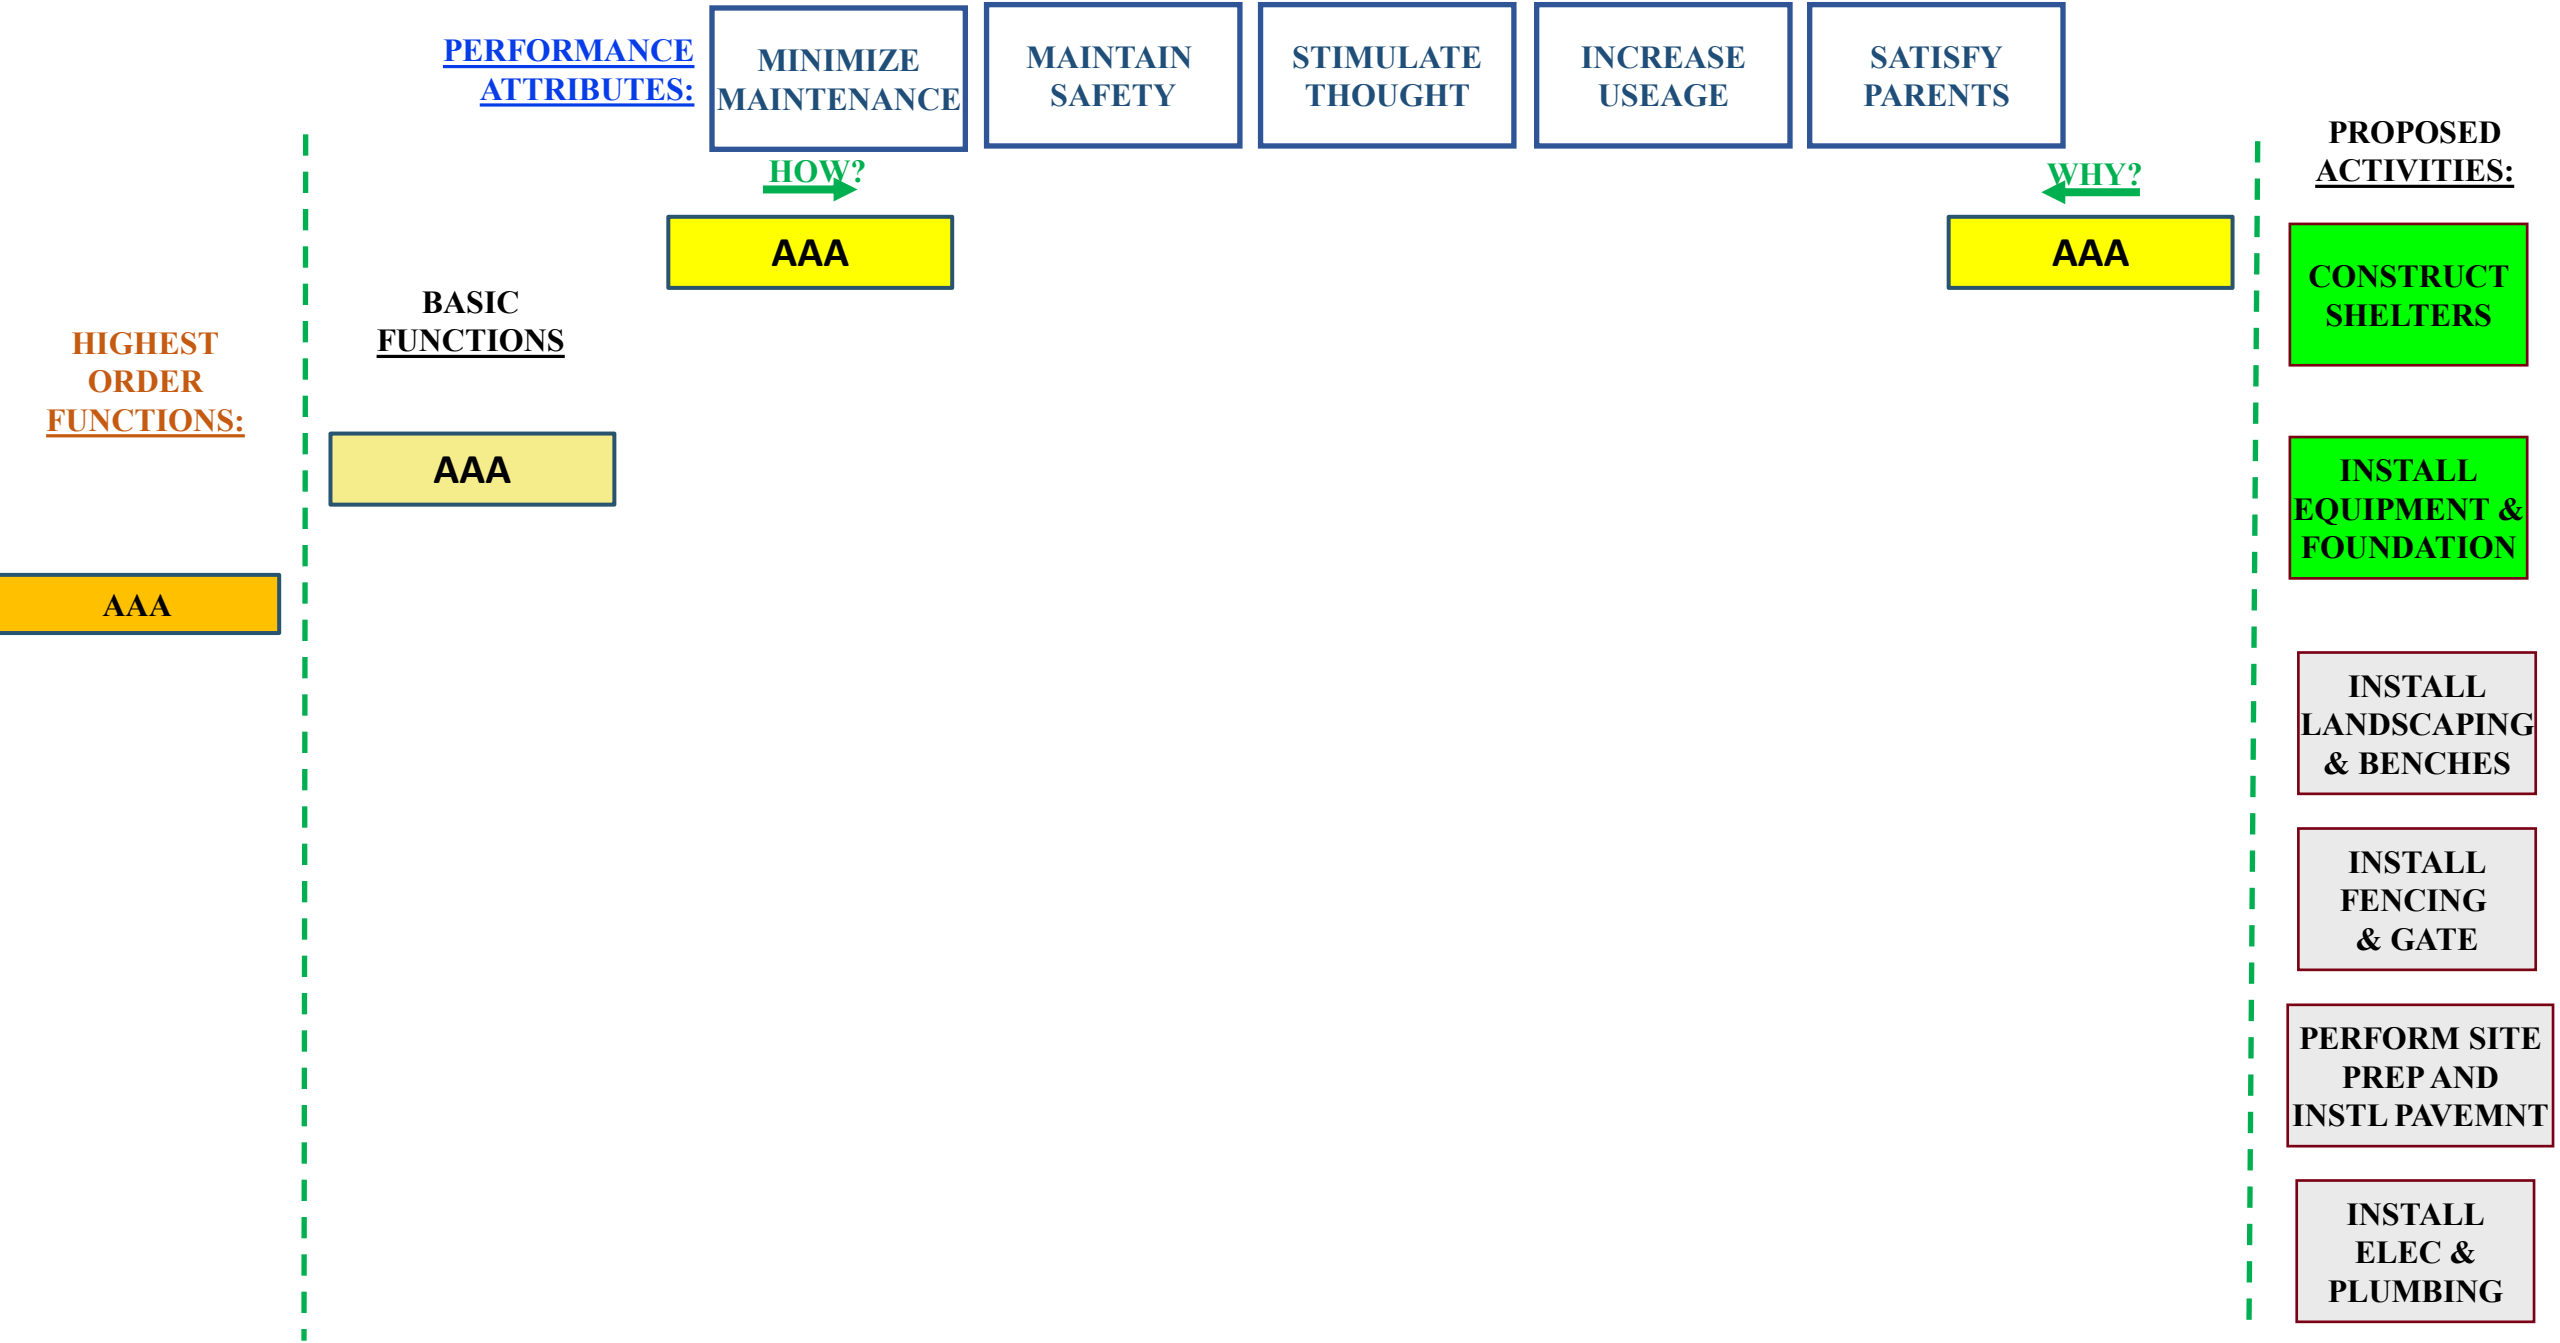 PERFORMANCE
ATTRIBUTES:
MINIMIZE
MAINTENANCE
MAINTAIN
SAFETY
STIMULATE
THOUGHT
INCREASE
USEAGE
SATISFY
PARENTS
PROPOSED
ACTIVITIES:
HOW?
WHY?
AAA
AAA
BASIC
FUNCTIONS
AAA
HIGHEST
ORDER
FUNCTIONS:
AAA
CONSTRUCT
SHELTERS
INSTALL
EQUIPMENT &
FOUNDATION
INSTALL
LANDSCAPING
& BENCHES
INSTALL
FENCING
& GATE
PERFORM SITE
PREP AND
INSTL PAVEMNT
INSTALL
ELEC &
PLUMBING